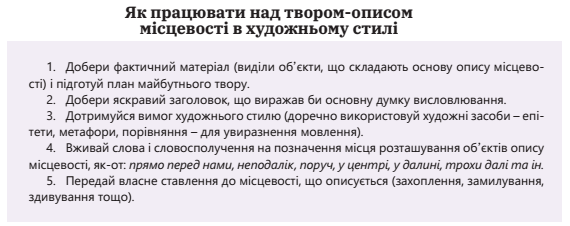 Як працювати над твором-описом
місцевості в художньому стилі
1. Добери фактичний матеріал (виділи об’єкти, що складають основу опису місцево-
сті) і підготуй план майбутнього твору.
2. Добери яскравий заголовок, що виражав би основну думку висловлювання.
3. Дотримуйся вимог художнього стилю (доречно використовуй художні засоби – епі-
тети, метафори, порівняння – для увиразнення мовлення).
4. Вживай слова і словосполучення на позначення місця розташування об’єктів опису
місцевості, як-от: прямо перед нами, неподалік, поруч, у центрі, у далині, трохи далі та ін.
5. Передай власне ставлення до місцевості, що описується (захоплення, замилування,
здивування тощо).